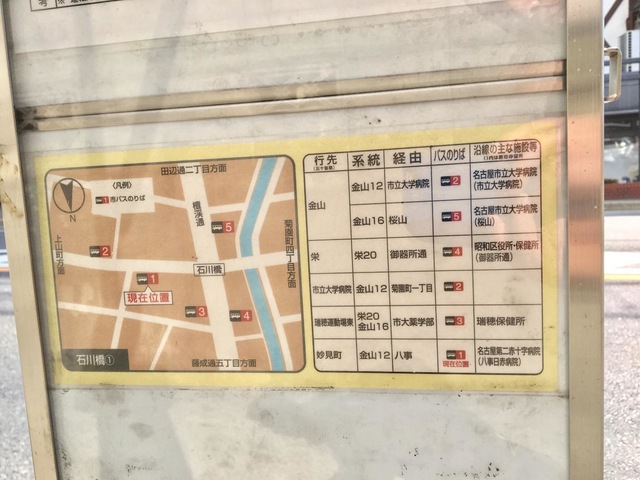 田辺通二丁目方面
〈凡例〉
1 市バスのりば
N
桜渓通
5
2
上山町方面
菊園町四丁目方面
石川橋
1
現在位置
3
4
石川橋①
藤成通五丁目方面
行先 系統 経由 バスのりば 沿線の主な施設等
金山 金山12 市立大学病院 2 名古屋市立大学病院
(市立大学病院)
金山16 桜山 5 名古屋市立大学病院
(桜山)
栄 栄20 御器所通 4 昭和区役所・保健所
(御器所通)
市立大学病院 金山12 菊園町一丁目 2
瑞穂運動場東 栄20
金山16 市大薬学部 3 瑞穂保健所
妙見町 金山12 八事 1 名古屋第二赤十字病院
現在位置 (八事日赤病院)